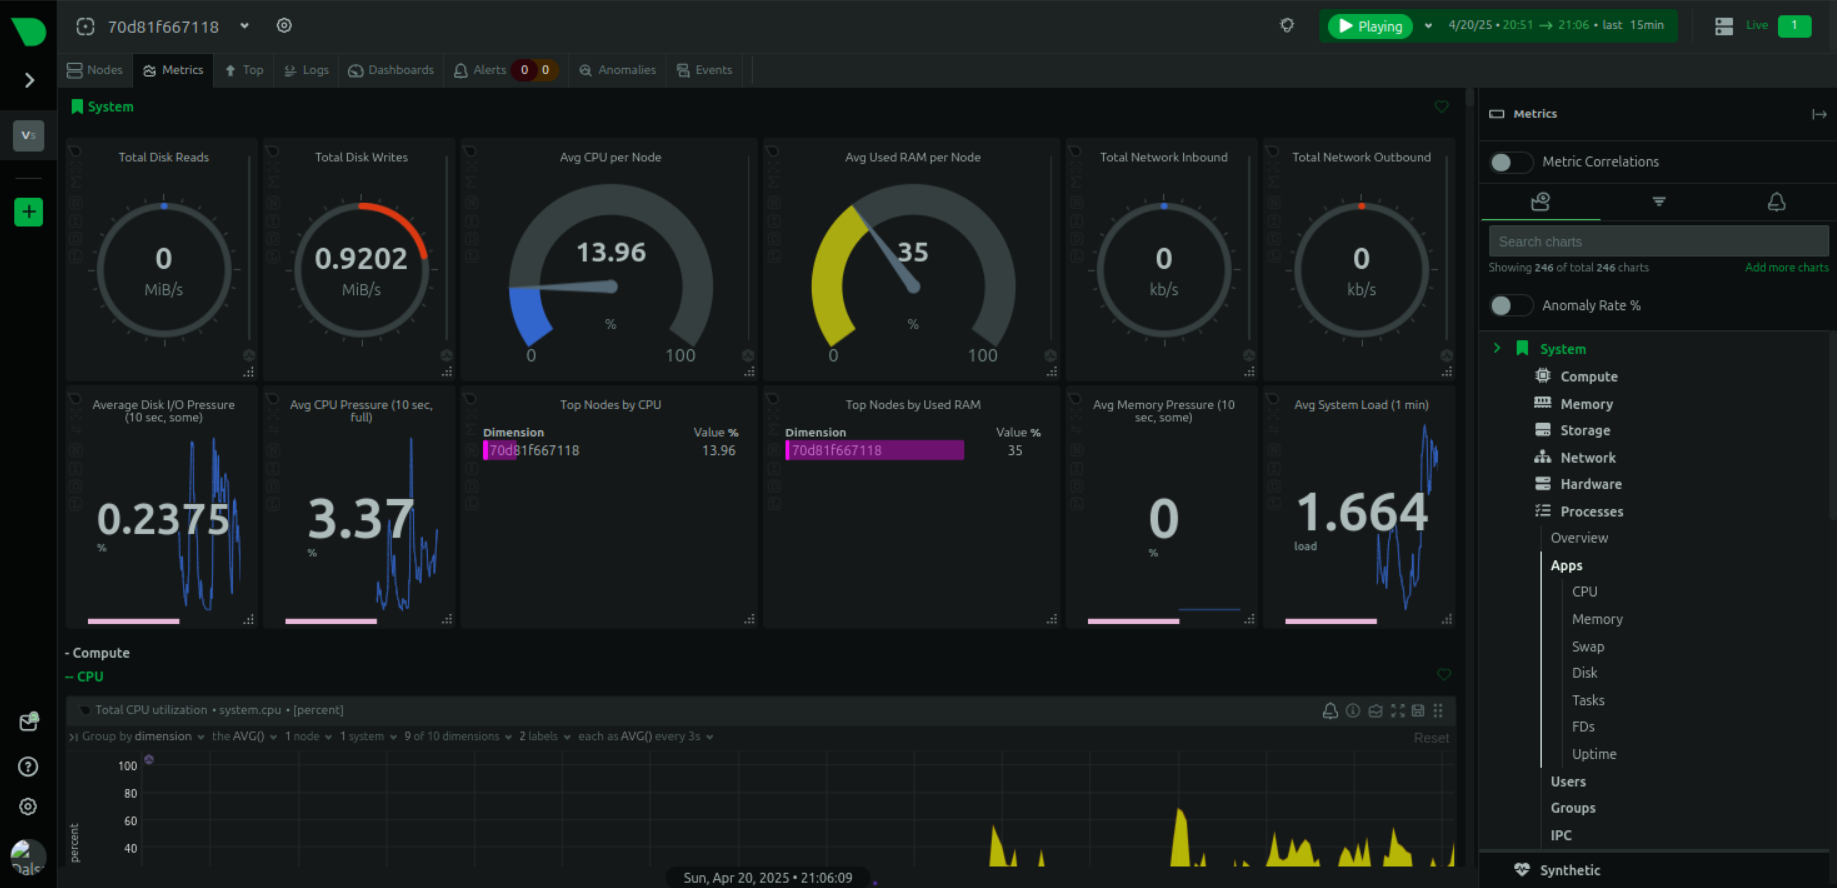 70d81f667118
Playing
4/20/25 • 20:51 → 21:06 • last 15min
Live
1
Nodes
Metrics
Top
Logs
Dashboards
Alerts
0
0
Anomalies
Events
vs
System
Total Disk Reads
0
MiB/s
Total Disk Writes
0.9202
MiB/s
Avg CPU per Node
13.96
%
0
100
Avg Used RAM per Node
35
%
0
100
Total Network Inbound
0
kb/s
Total Network Outbound
0
kb/s
Average Disk I/O Pressure
(10 sec, some)
0.2375
%
Avg CPU Pressure (10 sec,
full)
3.37
%
Top Nodes by CPU
Dimension Value %
70d81f667118 13.96
Top Nodes by Used RAM
Dimension Value %
70d81f667118 35
Avg Memory Pressure (10
sec, some)
0
%
Avg System Load (1 min)
1.664
load
- Compute
-- CPU
Total CPU utilization • system.cpu • [percent]
Group by dimension the AVG() 1 node 1 system 9 of 10 dimensions 2 labels each as AVG() every 3s
Reset
100
80
60
40
percent
Sun, Apr 20, 2025 • 21:06:09
Metrics
Metric Correlations
Search charts
Showing 246 of total 246 charts
Add more charts
Anomaly Rate %
System
Compute
Memory
Storage
Network
Hardware
Processes
Overview
Apps
CPU
Memory
Swap
Disk
Tasks
FDs
Uptime
Users
Groups
IPC
Synthetic